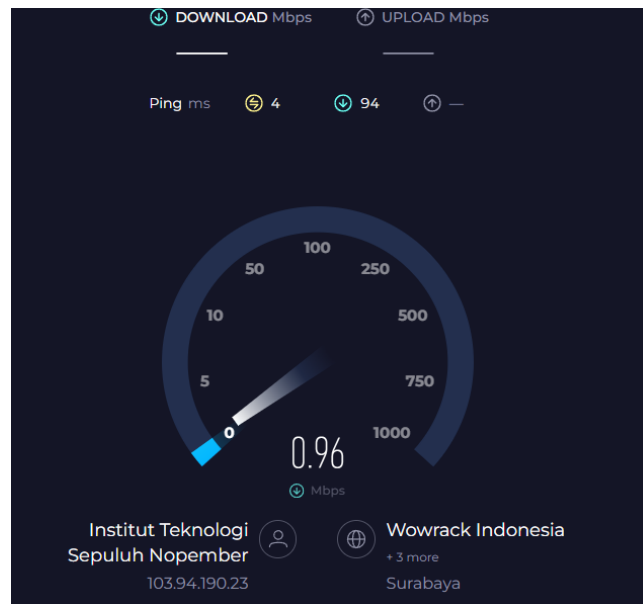 DOWNLOAD Mbps UPLOAD Mbps
Ping ms 4 94 —
100
50 250
10 500
5 750
0 1000
0.96
Mbps
Institut Teknologi
Sepuluh Nopember
103.94.190.23
Wowrack Indonesia
+ 3 more
Surabaya